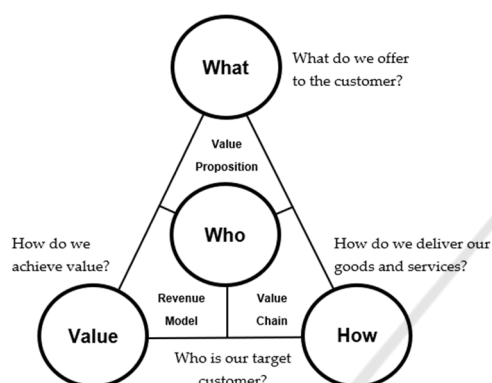 What
What do we offer
to the customer?
Value
Proposition
Who
How do we
achieve value?
How do we deliver our
goods and services?
Revenue
Model
Value
Chain
Value
How
Who is our target
customer?